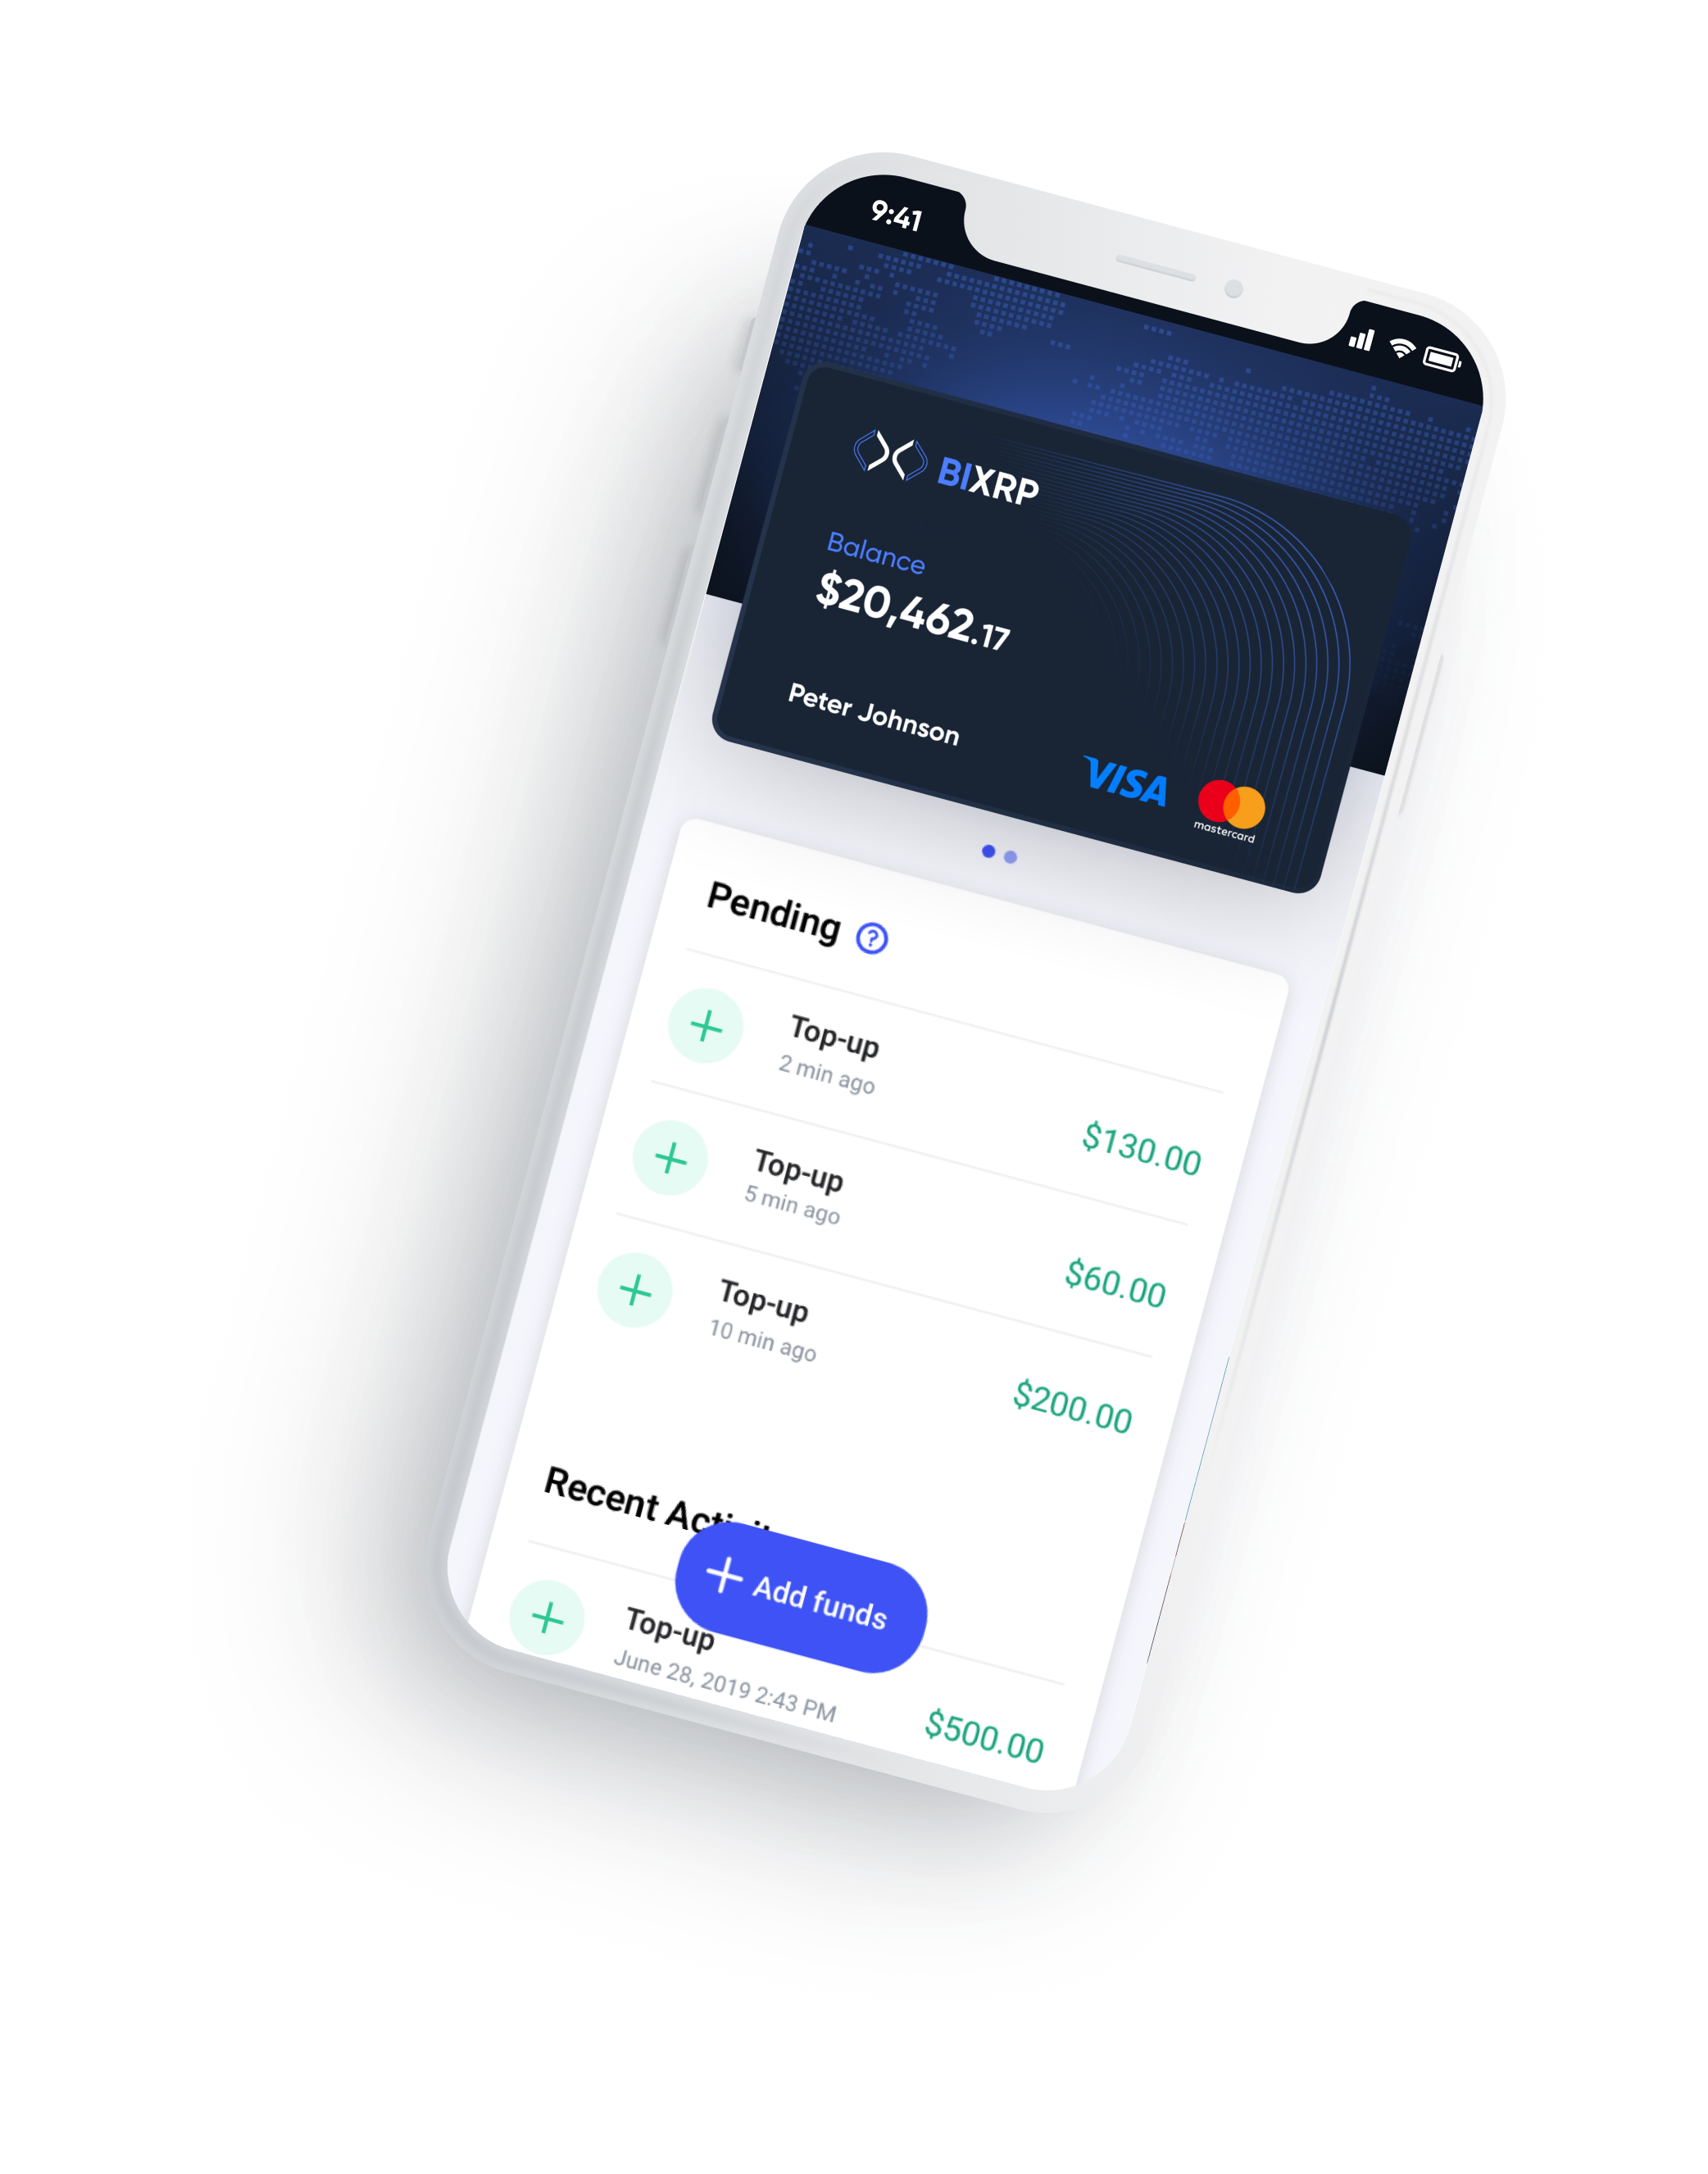 9:41
BIXRP
Balance
$20,462.17
Peter Johnson
VISA
mastercard
Pending ?
Top-up
2 min ago
$130.00
Top-up
5 min ago
$60.00
Top-up
10 min ago
$200.00
Recent
Add funds
Top-up
June 28, 2019 2:43 PM
$500.00